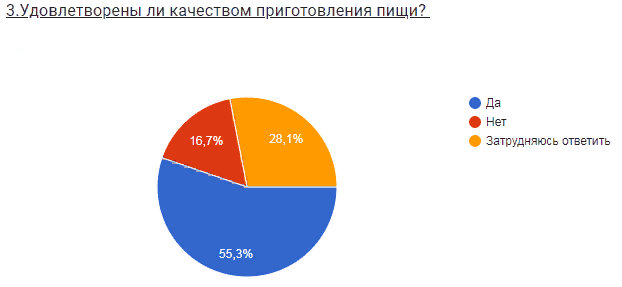 3.Удовлетворены ли качеством приготовления пищи?
Да
Нет
Затрудняюсь ответить
16,7%
28,1%
55,3%